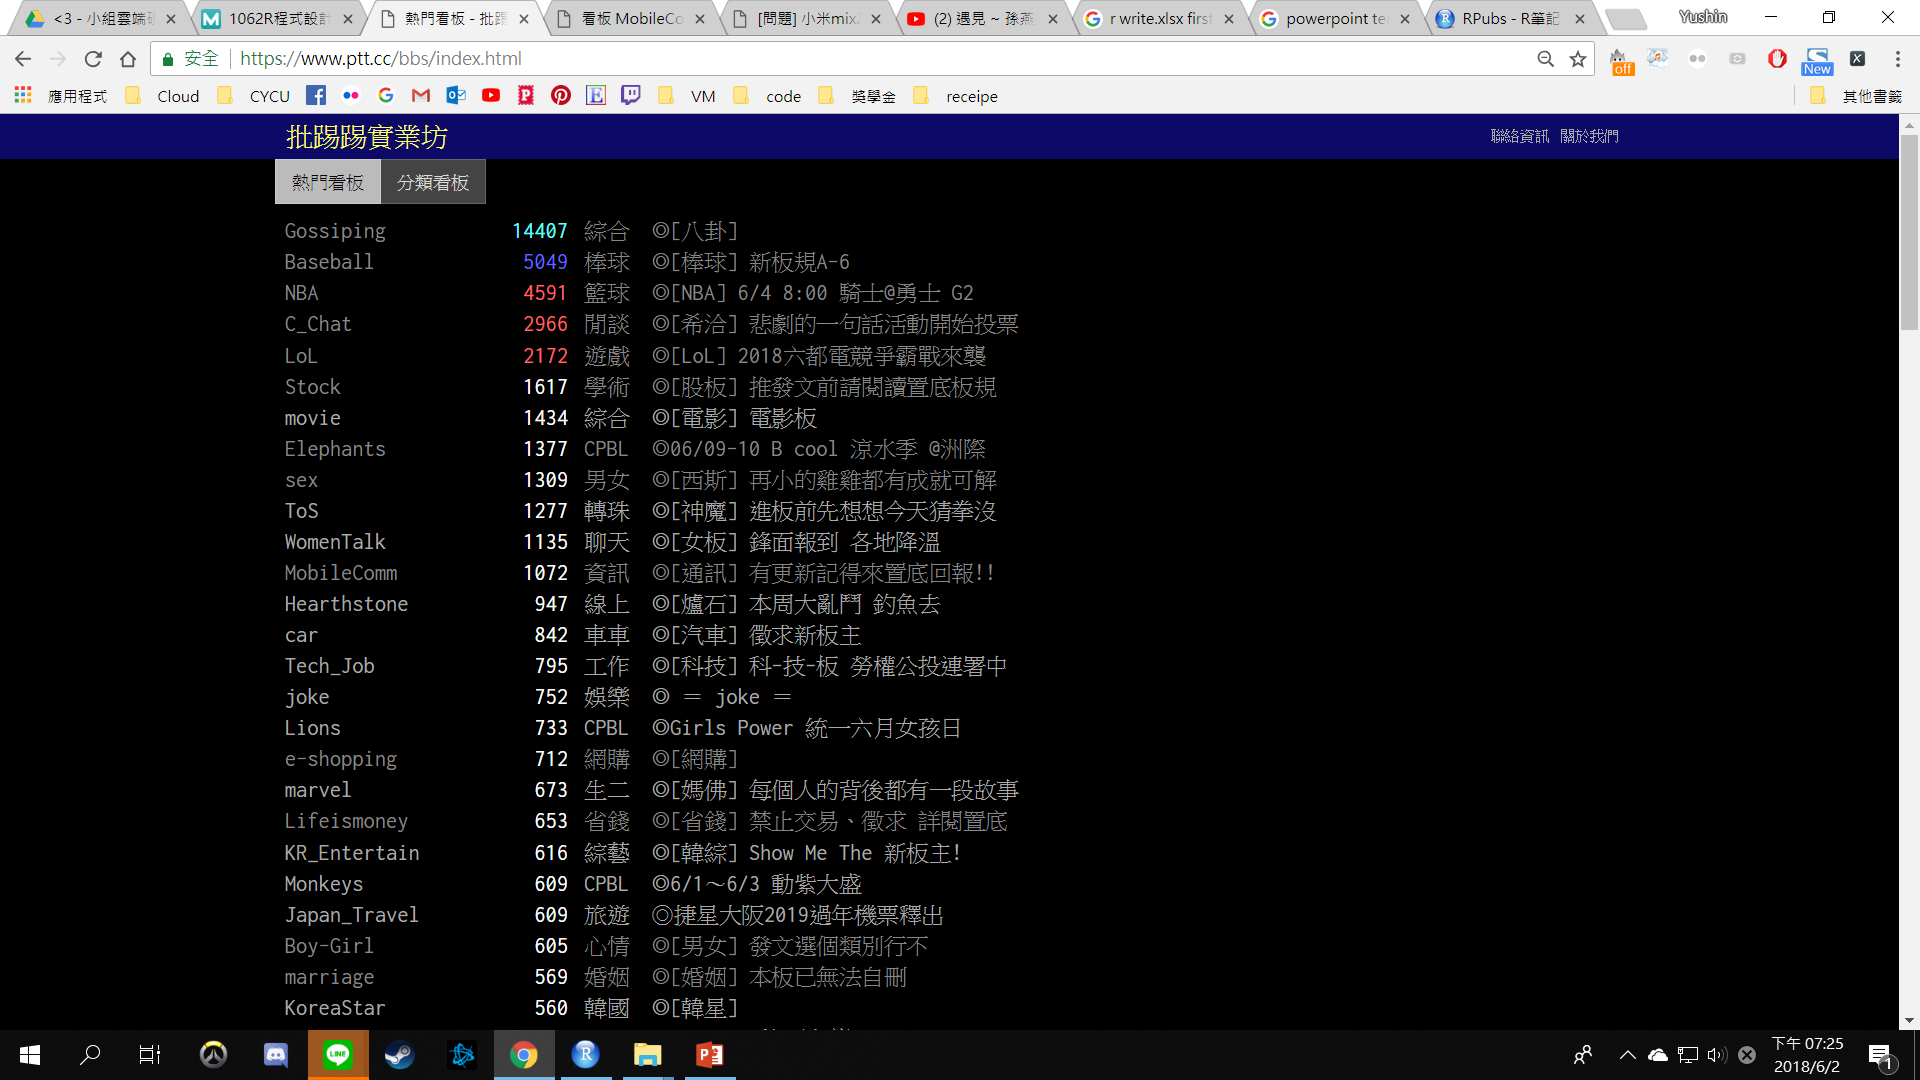 <3 - 小組雲端硬
1062R程式設計
熱門看板 - 批踢
看板 MobileCo
[問題] 小米mix2
(2) 遇見 ~ 孫燕
r write.xlsx first
powerpoint te
RPubs - R筆記
Yushin
安全 https://www.ptt.cc/bbs/index.html
off
New
應用程式 Cloud CYCU VM code 獎學金 receipe 其他書籤
批踢踢實業坊 聯絡資訊 關於我們
熱門看板 分類看板
Gossiping 14407 綜合 ◎[八卦]
Baseball 5049 棒球 ◎[棒球] 新板規A-6
NBA 4591 籃球 ◎[NBA] 6/4 8:00 騎士@勇士 G2
C_Chat 2966 閒談 ◎[希洽] 悲劇的一句話活動開始投票
LoL 2172 遊戲 ◎[LoL] 2018六都電競爭霸戰來襲
Stock 1617 學術 ◎[股板] 推發文前請閱讀置底板規
movie 1434 綜合 ◎[電影] 電影板
Elephants 1377 CPBL ◎06/09-10 B cool 涼水季 @洲際
sex 1309 男女 ◎[西斯] 再小的雞雞都有成就可解
ToS 1277 轉珠 ◎[神魔] 進板前先想想今天猜拳沒
WomenTalk 1135 聊天 ◎[女板] 鋒面報到 各地降溫
MobileComm 1072 資訊 ◎[通訊] 有更新記得來置底回報!!
Hearthstone 947 線上 ◎[爐石] 本周大亂鬥 釣魚去
car 842 車車 ◎[汽車] 徵求新板主
Tech_Job 795 工作 ◎[科技] 科-技-板 勞權公投連署中
joke 752 娛樂 ◎ ＝ joke ＝
Lions 733 CPBL ◎Girls Power 統一六月女孩日
e-shopping 712 網購 ◎[網購]
marvel 673 生二 ◎[媽佛] 每個人的背後都有一段故事
Lifeismoney 653 省錢 ◎[省錢] 禁止交易、徵求 詳閱置底
KR_Entertain 616 綜藝 ◎[韓綜] Show Me The 新板主!
Monkeys 609 CPBL ◎6/1～6/3 動紫大盛
Japan_Travel 609 旅遊 ◎捷星大阪2019過年機票釋出
Boy-Girl 605 心情 ◎[男女] 發文選個類別行不
marriage 569 婚姻 ◎[婚姻] 本板已無法自刪
KoreaStar 560 韓國 ◎[韓星]
LINE
下午 07:25
2018/6/2
1